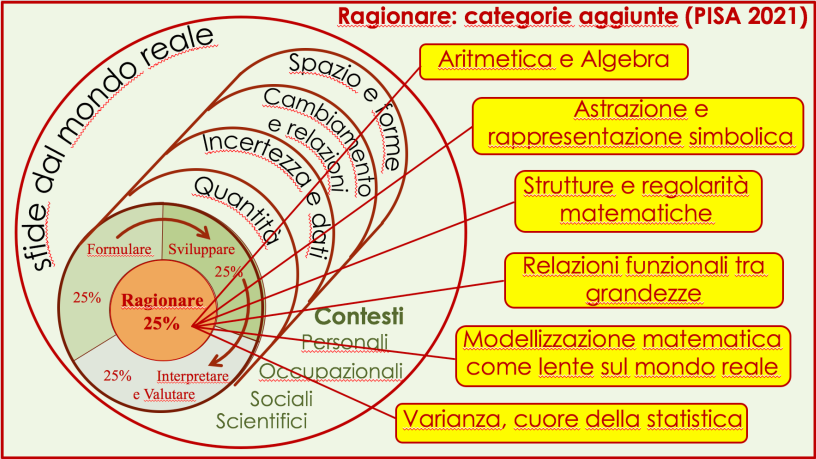 Ragionare: categorie aggiunte (PISA 2021)
sfide dal mondo reale
Spazio e forme
Cambiamento
e relazioni
Incertezza e dati
Quantità
Formulare
Sviluppare
25%
25%
Ragionare
25%
25%
Interpretare
e Valutare
Contesti
Personali
Occupazionali
Sociali
Scientifici
Aritmetica e Algebra
Astrazione e
rappresentazione simbolica
Strutture e regolarità
matematiche
Relazioni funzionali tra
grandezze
Modellizzazione matematica
come lente sul mondo reale
Varianza, cuore della statistica